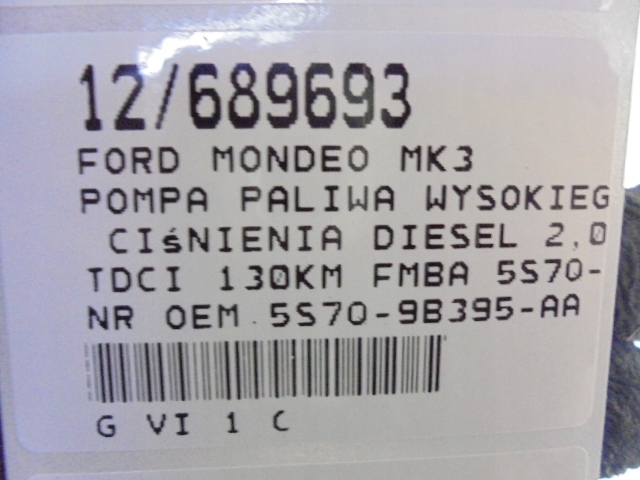 12/689693
FORD MONDEO MK3
POMPA PALIWA WYSOKIEG
CIśNIENIA DIESEL 2,0
TDCI 130KM FMBA 5S70-
NR OEM 5S70-9B395-AA
G VI 1 C